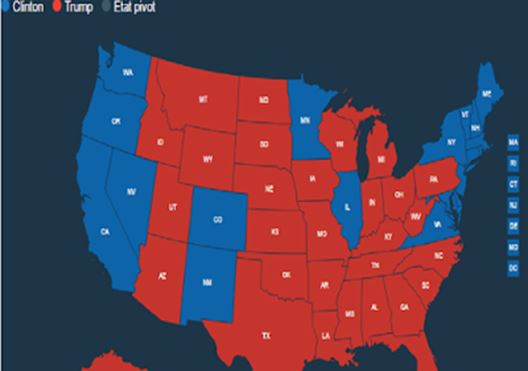 Clinton Trump Etat pivot
WA
MT
ND
MN
ME
OR
ID
SD
WI
VT
NH
NY
MA
WY
MI
RI
IA
PA
CT
NV
NE
OH
NJ
UT
CO
IL
IN
DE
WV
VA
MD
CA
KS
MO
KY
DC
NC
TN
AZ
NM
OK
AR
SC
MS
AL
GA
TX
LA